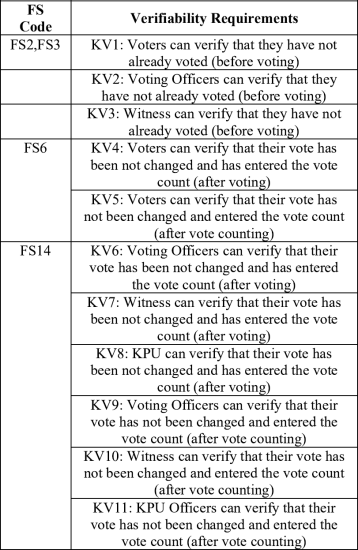 FS
Code
Verifiability Requirements
FS2,FS3
KV1: Voters can verify that they have not
already voted (before voting)
KV2: Voting Officers can verify that they
have not already voted (before voting)
KV3: Witness can verify that they have not
already voted (before voting)
FS6
KV4: Voters can verify that their vote has
been not changed and has entered the vote
count (after voting)
KV5: Voters can verify that their vote has
not been changed and entered the vote count
(after vote counting)
FS14
KV6: Voting Officers can verify that their
vote has been not changed and has entered
the vote count (after voting)
KV7: Witness can verify that their vote has
been not changed and has entered the vote
count (after voting)
KV8: KPU can verify that their vote has
been not changed and has entered the vote
count (after voting)
KV9: Voting Officers can verify that their
vote has not been changed and entered the
vote count (after vote counting)
KV10: Witness can verify that their vote has
not been changed and entered the vote count
(after vote counting)
KV11: KPU Officers can verify that their
vote has not been changed and entered the
vote count (after vote counting)